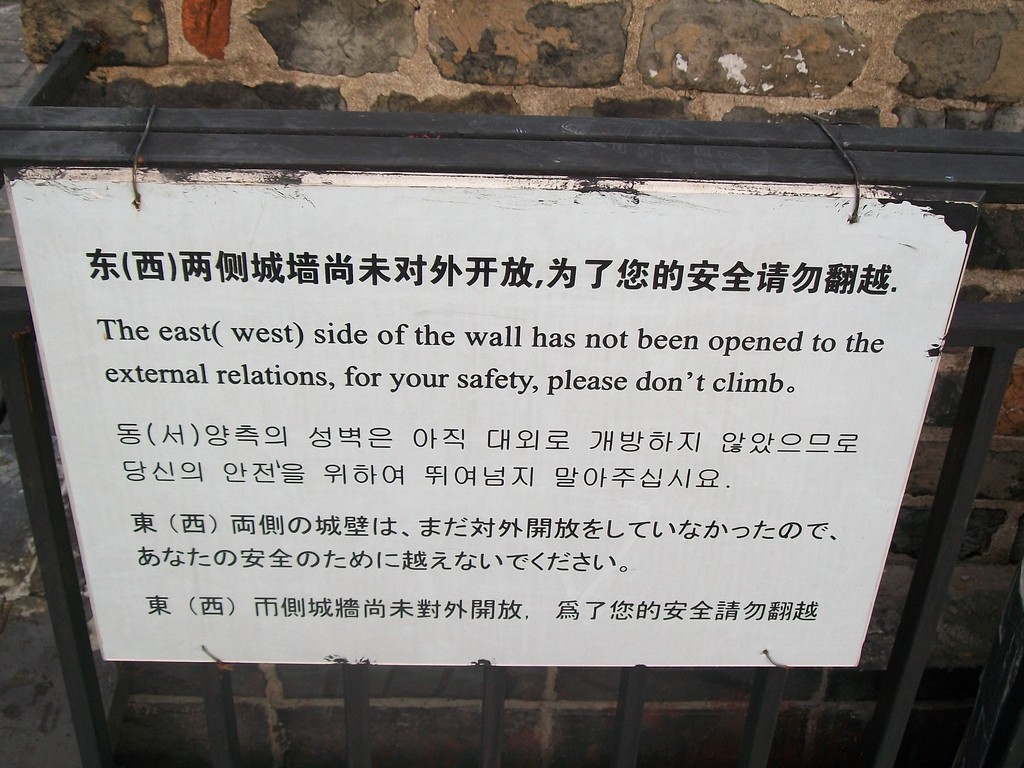 东(西)两侧城墙尚未对外开放,为了您的安全请勿翻越.
The east( west) side of the wall has not been opened to the
external relations, for your safety, please don't climb。
동(서)양측의 성벽은 아직 대외로 개방하지 않았으므로
당신의 안전을 위하여 뛰여넘지 말아주십시요.
東（西）両側の城壁は、まだ対外開放をしていなかったので、
あなたの安全のために越えないでください。
東（西）両側城牆尚未對外開放，爲了您的安全請勿翻越